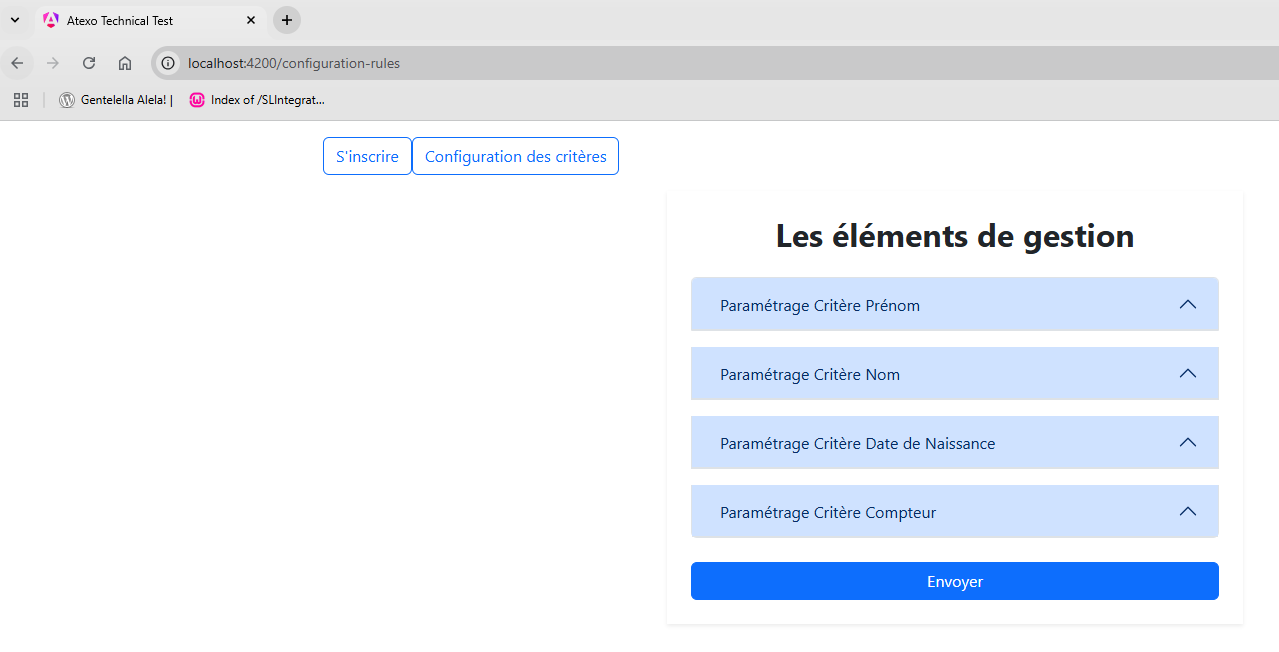 Atexo Technical Test
localhost:4200/configuration-rules
Gentelella Alela! |
Index of /SLIntegrat...
S'inscrire
Configuration des critères
Les éléments de gestion
Paramétrage Critère Prénom
Paramétrage Critère Nom
Paramétrage Critère Date de Naissance
Paramétrage Critère Compteur
Envoyer